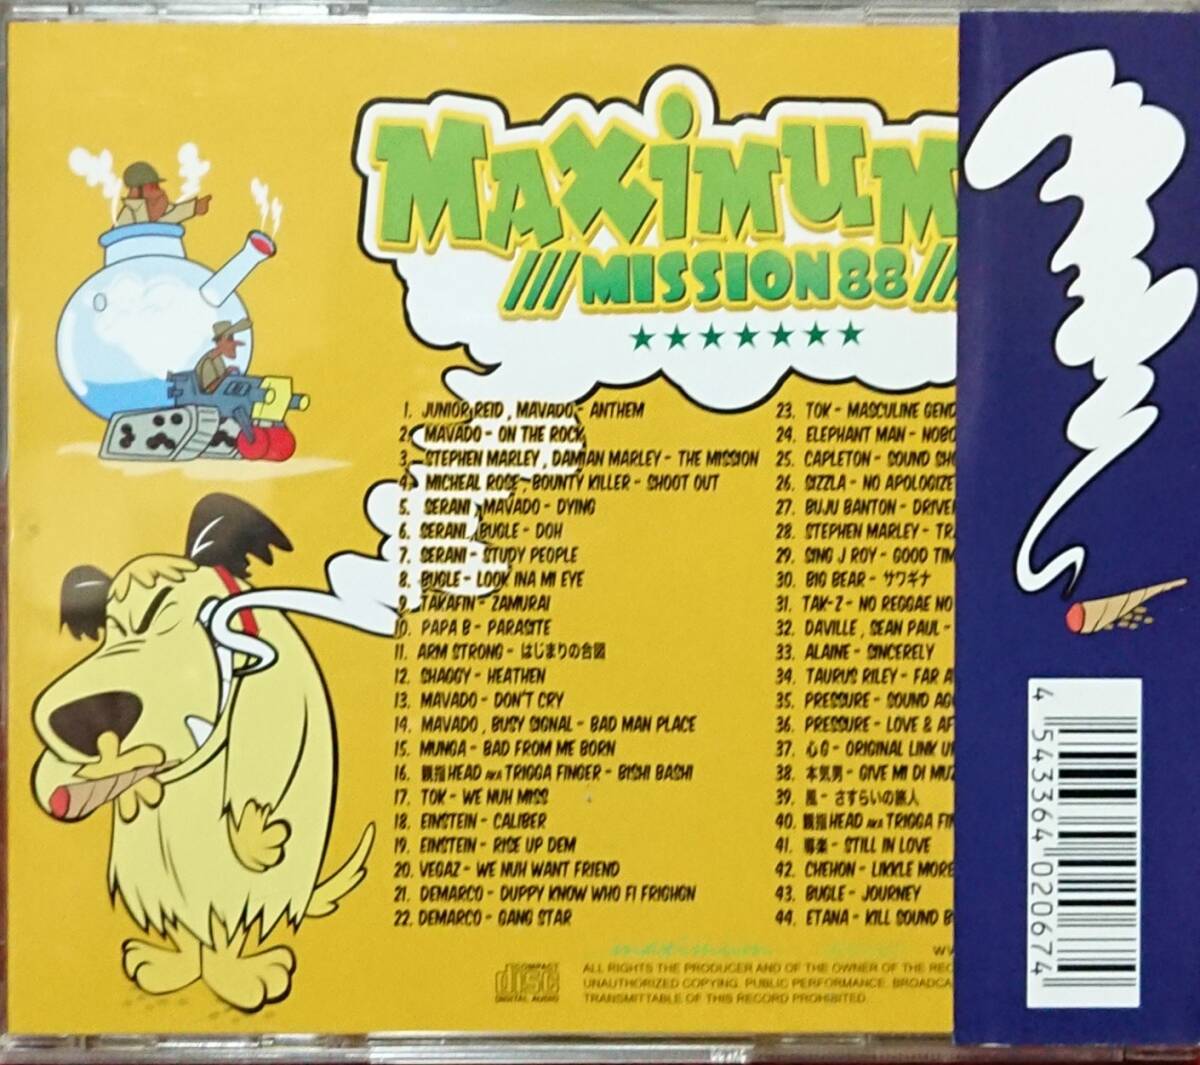 MAXIMUM
///MISSION 88//
★★★★★★★
1. JUNIOR REID, MAVADO - ANTHEM
2. MAVADO - ON THE ROCK
3. STEPHEN MARLEY, DAMIAN MARLEY - THE MISSION
4. MICHEAL ROSE, BOUNTY KILLER - SHOOT OUT
5. SERANI, MAVADO - DYING
6. SERANI, BUGLE - DOH
7. SERANI - STUDY PEOPLE
8. BUGLE - LOOK INA MI EYE
9. TAKAFIN - ZAMURAI
10. PAPA B - PARASITE
11. ARM STRONG - はじまりの合図
12. SHAGGY - HEATHEN
13. MAVADO - DON'T CRY
14. MAVADO, BUSY SIGNAL - BAD MAN PLACE
15. MUNGA - BAD FROM ME BORN
16. 親指HEAD AKA TRIGGA FINGER - BISHI BASHI
17. TOK - WE NUH MISS
18. EINSTEIN - CALIBER
19. EINSTEIN - RISE UP DEM
20. VEGAZ - WE NUH WANT FRIEND
21. DEMARCO - DUPPY KNOW WHO FI FRIGHGN
22. DEMARCO - GANG STAR
23. TOK - MASCULINE GEND
24. ELEPHANT MAN - NOBO
25. CAPLETON - SOUND SHO
26. SIZZLA - NO APOLOGIZE
27. BUJU BANTON - DRIVER
28. STEPHEN MARLEY - TRA
29. SING J ROY - GOOD TIM
30. BIG BEAR - サワギナ
31. TAK-Z - NO REGGAE NO
32. DAVILLE, SEAN PAUL -
33. ALAINE - SINCERELY
34. TAURUS RILEY - FAR A
35. PRESSURE - SOUND AG
36. PRESSURE - LOVE & AF
37. 心G - ORIGINAL LINK U
38. 本気男 - GIVE MI DI MUZ
39. 風 - さすらいの旅人
40. 親指HEAD AKA TRIGGA FIN
41. 導楽 - STILL IN LOVE
42. CHEHON - LIKKLE MORE
43. BUGLE - JOURNEY
44. ETANA - KILL SOUND B
WW
COMPACT
disc
DIGITAL AUDIO
ALL RIGHTS THE PRODUCER AND OF THE OWNER OF THE REC
UNAUTHORIZED COPYING. PUBLIC PERFORMANCE. BROADCA
TRANSMITTABLE OF THIS RECORD PROHIBITED.
4 543364 020674